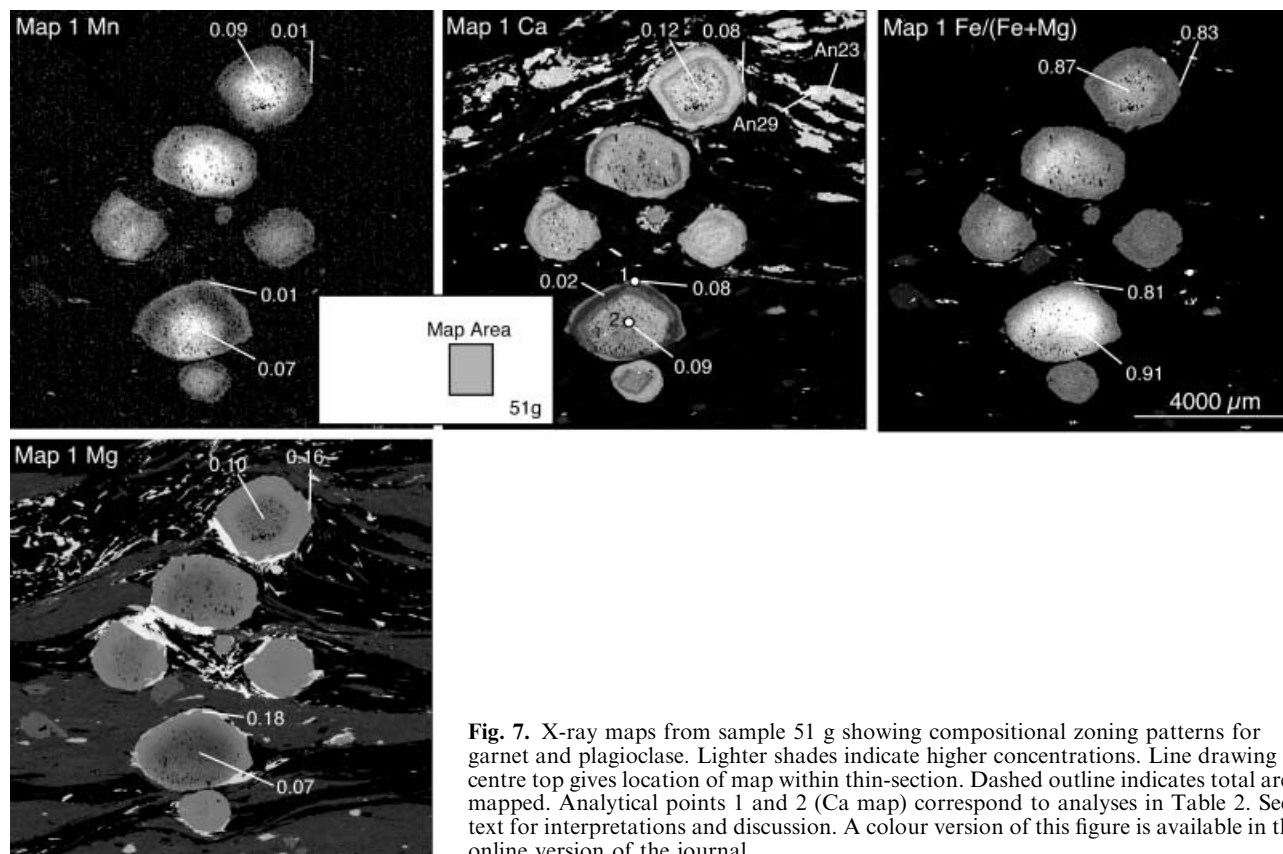 Map 1 Mn
0.09
0.01
0.01
0.07
Map Area
51g
Map 1 Ca
0.12
0.08
An23
An29
1
0.02
0.08
2
0.09
Map 1 Fe/(Fe+Mg)
0.83
0.87
0.81
0.91
4000 µm
Map 1 Mg
0.10
0.16
0.18
0.07
Fig. 7. X-ray maps from sample 51 g showing compositional zoning patterns for
garnet and plagioclase. Lighter shades indicate higher concentrations. Line drawing
centre top gives location of map within thin-section. Dashed outline indicates total
mapped. Analytical points 1 and 2 (Ca map) correspond to analyses in Table 2.
text for interpretations and discussion. A colour version of this figure is available in
online version of the journal